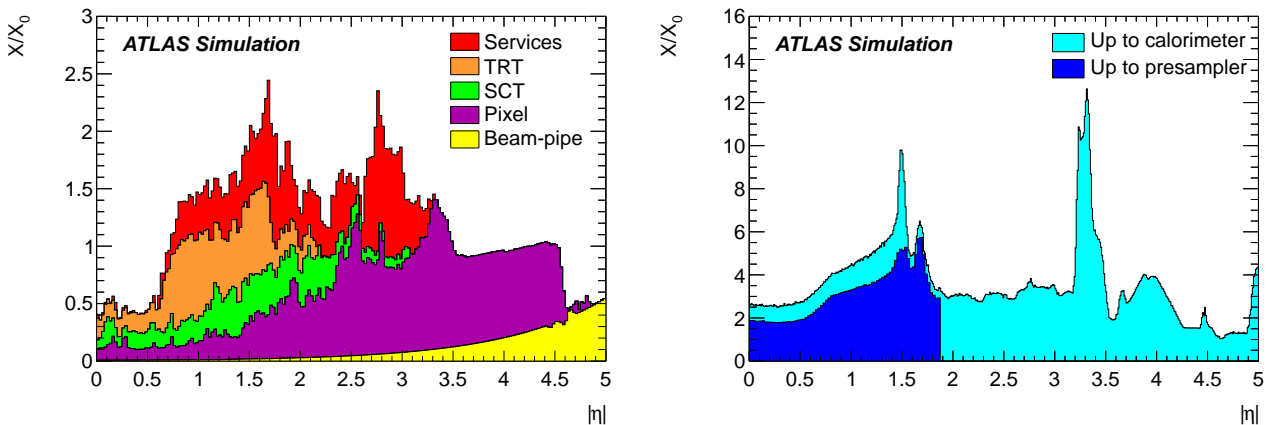 X/X₀
3
2.5
2
1.5
1
0.5
0
ATLAS Simulation
Services
TRT
SCT
Pixel
Beam-pipe
0 0.5 1 1.5 2 2.5 3 3.5 4 4.5 5
|η|
X/X₀
16
14
12
10
8
6
4
2
0
ATLAS Simulation
Up to calorimeter
Up to presampler
0 0.5 1 1.5 2 2.5 3 3.5 4 4.5 5
|η|